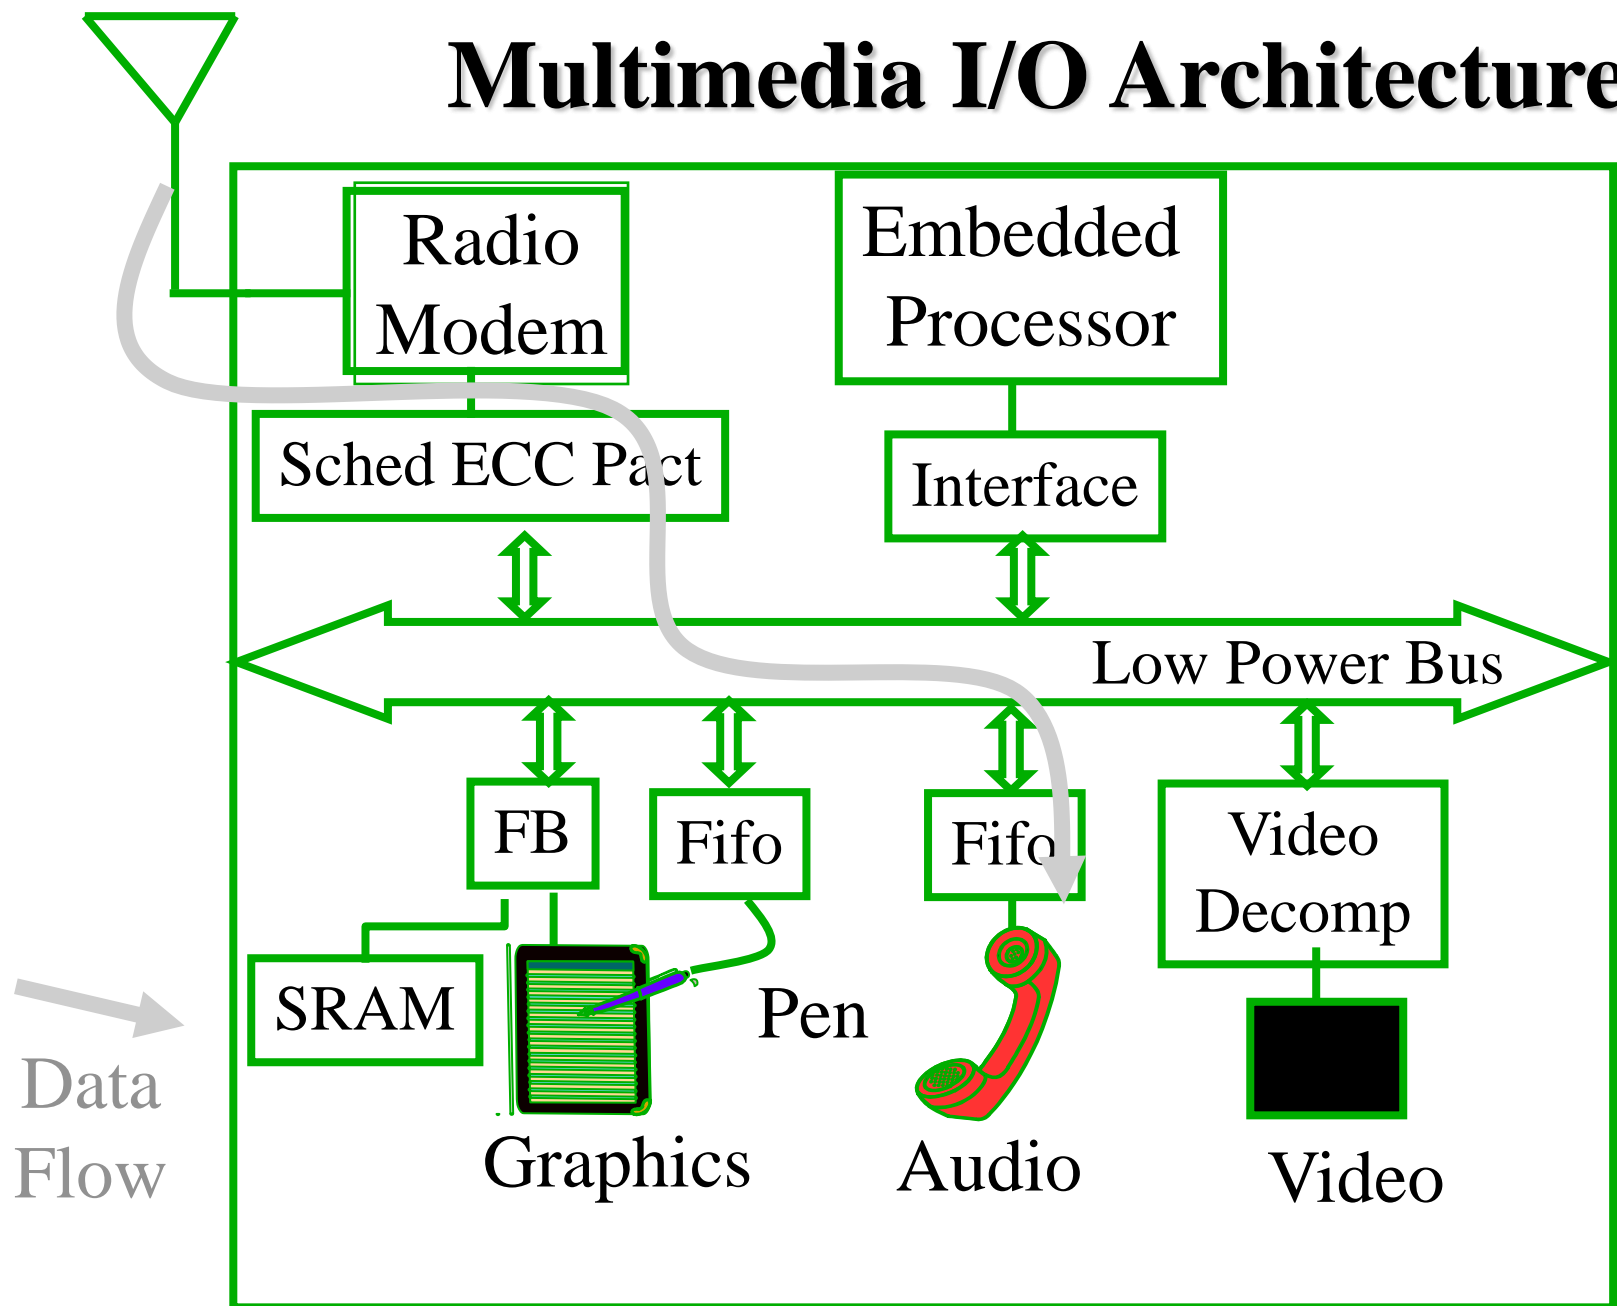 Multimedia I/O Architecture
Radio
Modem
Embedded
Processor
Sched ECC Pact
Interface
Low Power Bus
FB
Fifo
Fifo
Video
Decomp
SRAM
Pen
Data
Flow
Graphics
Audio
Video